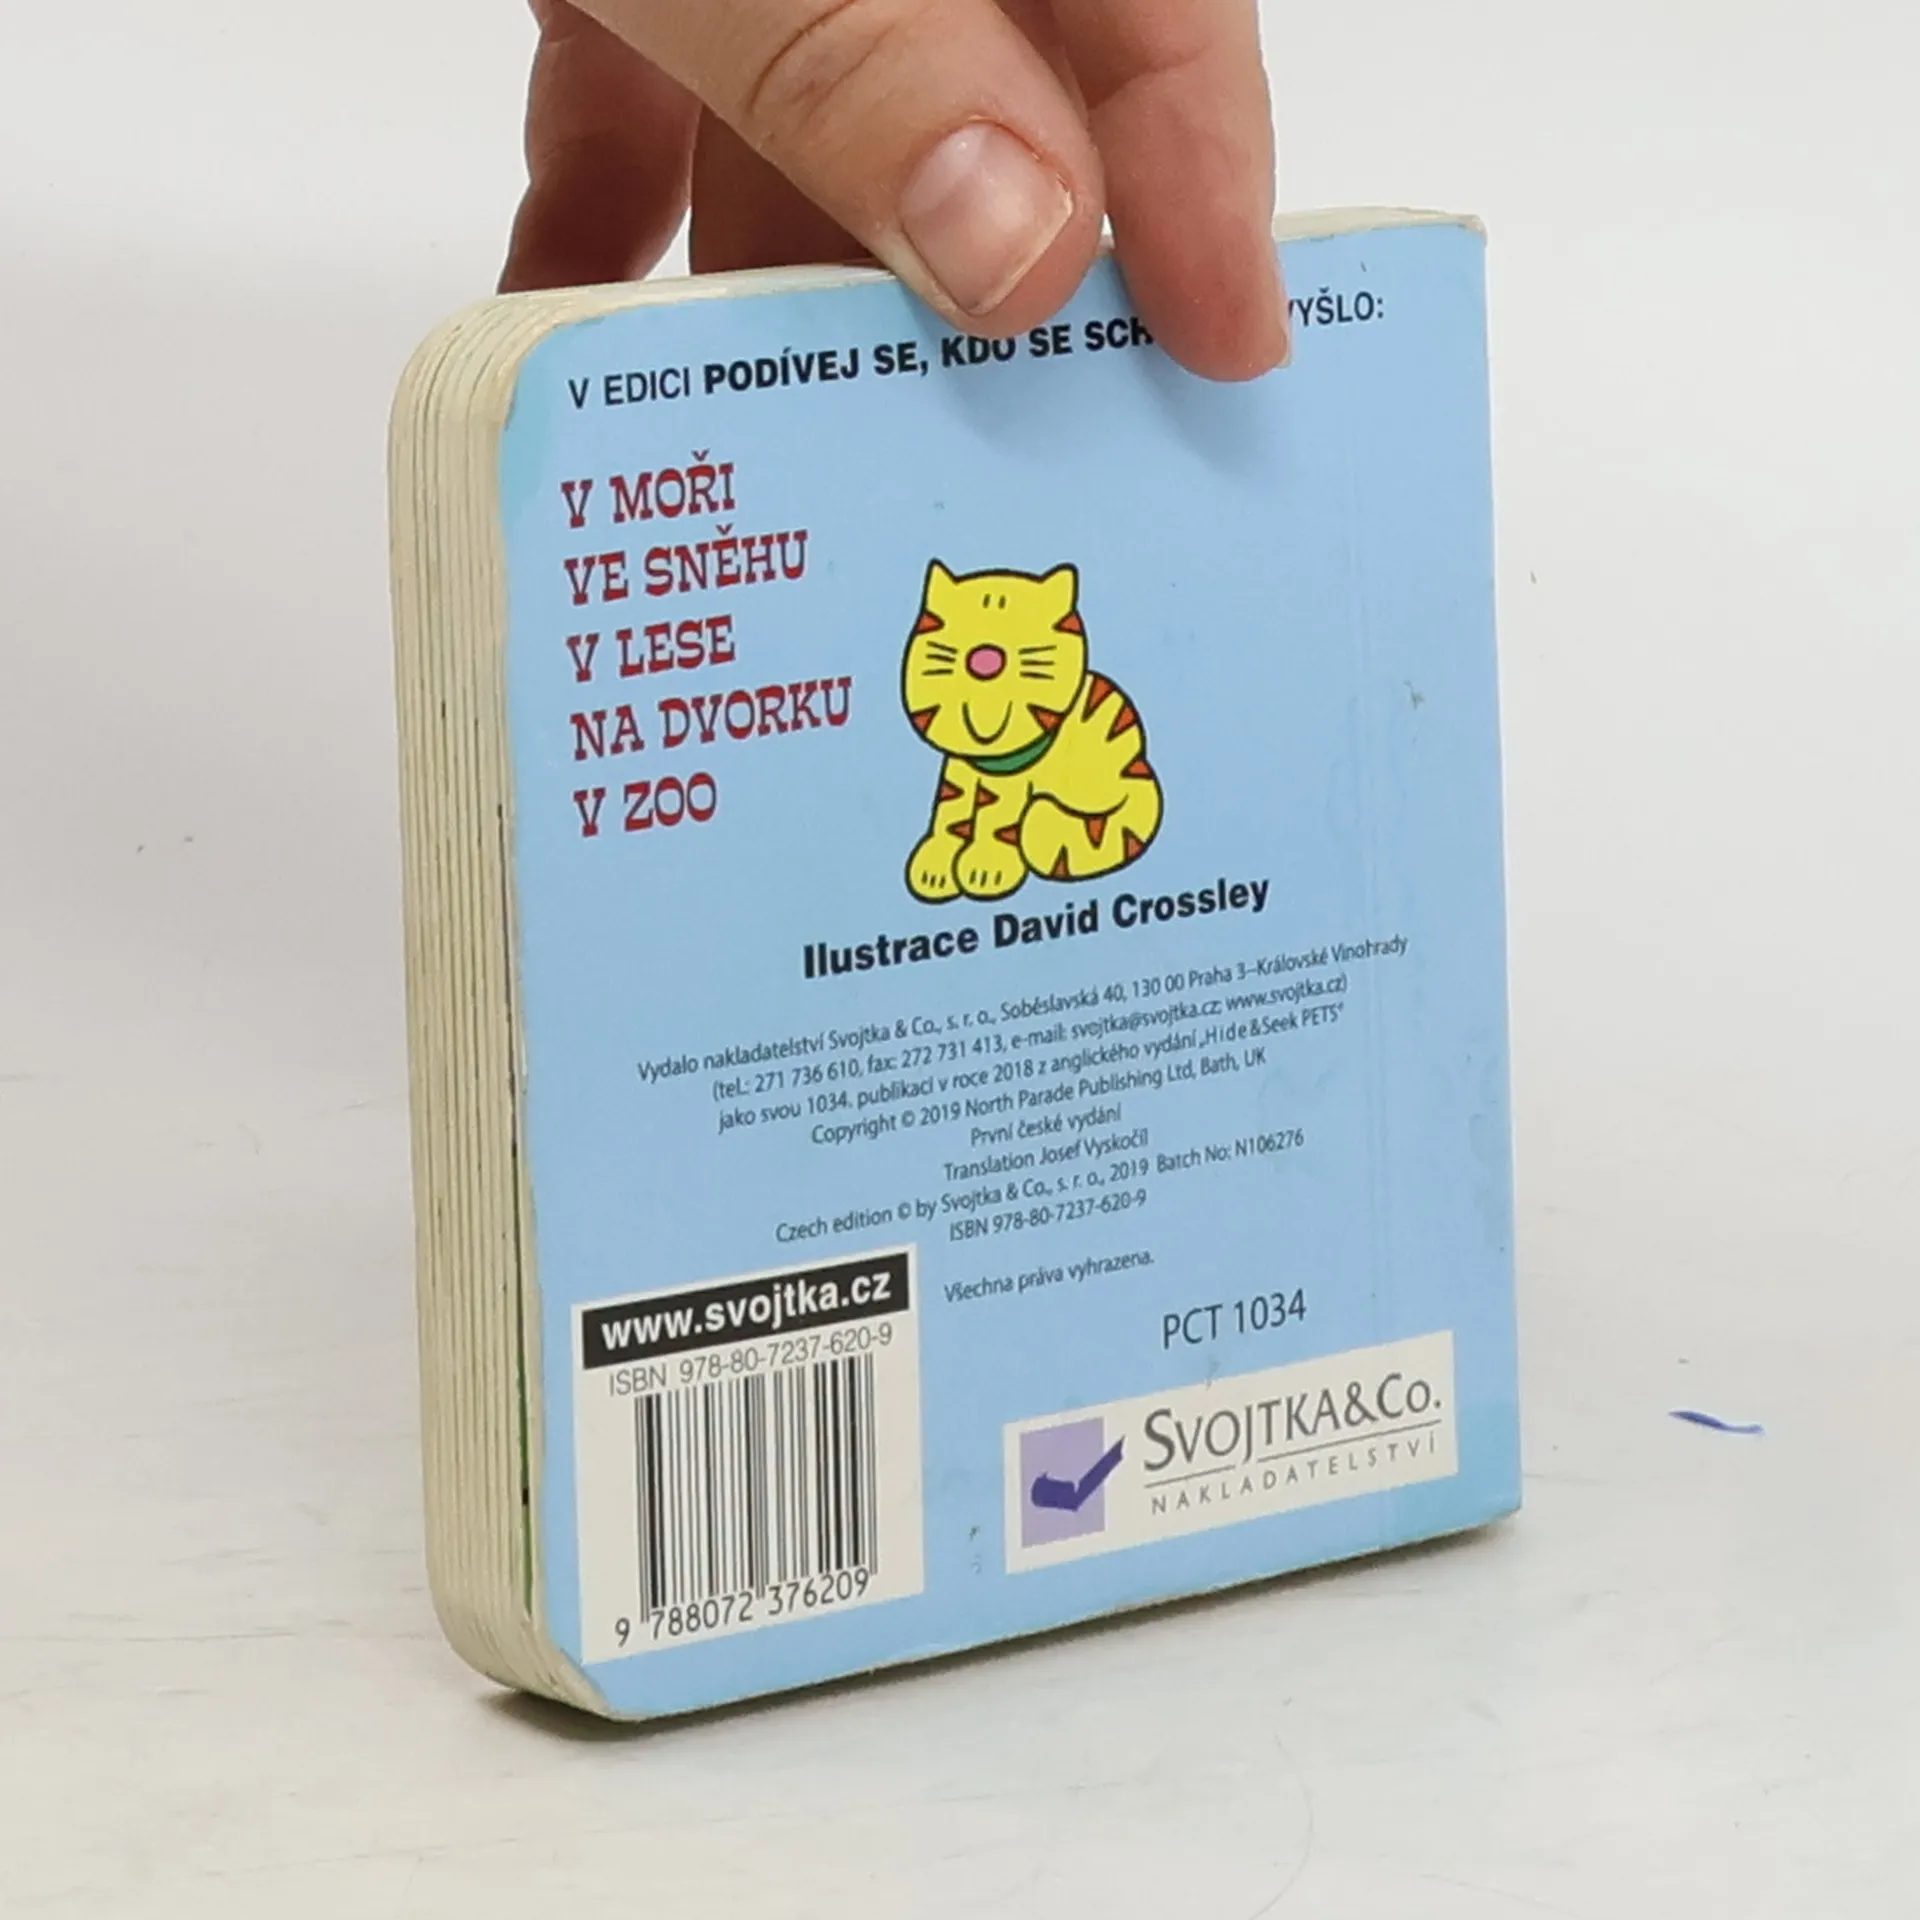 V EDICI PODÍVEJ SE, KDO SE SCH VYŠLO:
V MOŘI
VE SNĚHU
V LESE
NA DVORKU
V ZOO
Ilustrace David Crossley
Vydalo nakladatelství Svojtka & Co., s. r. o., Soběslavská 40, 130 00 Praha 3–Královské Vinohrady
(tel.: 271 736 610, fax: 272 731 413, e-mail: svojtka@svojtka.cz; www.svojtka.cz)
jako svou 1034. publikaci v roce 2018 z anglického vydání „Hide&Seek PETS“
Copyright © 2019 North Parade Publishing Ltd, Bath, UK
První české vydání
Translation Josef Vyskočil
Czech edition © by Svojtka & Co., s. r. o., 2019 Batch No: N106276
ISBN 978-80-7237-620-9
Všechna práva vyhrazena.
PCT 1034
www.svojtka.cz
ISBN 978-80-7237-620-9
9 788072 376209
SVOJTKA&CO.
NAKLADATELSTVÍ